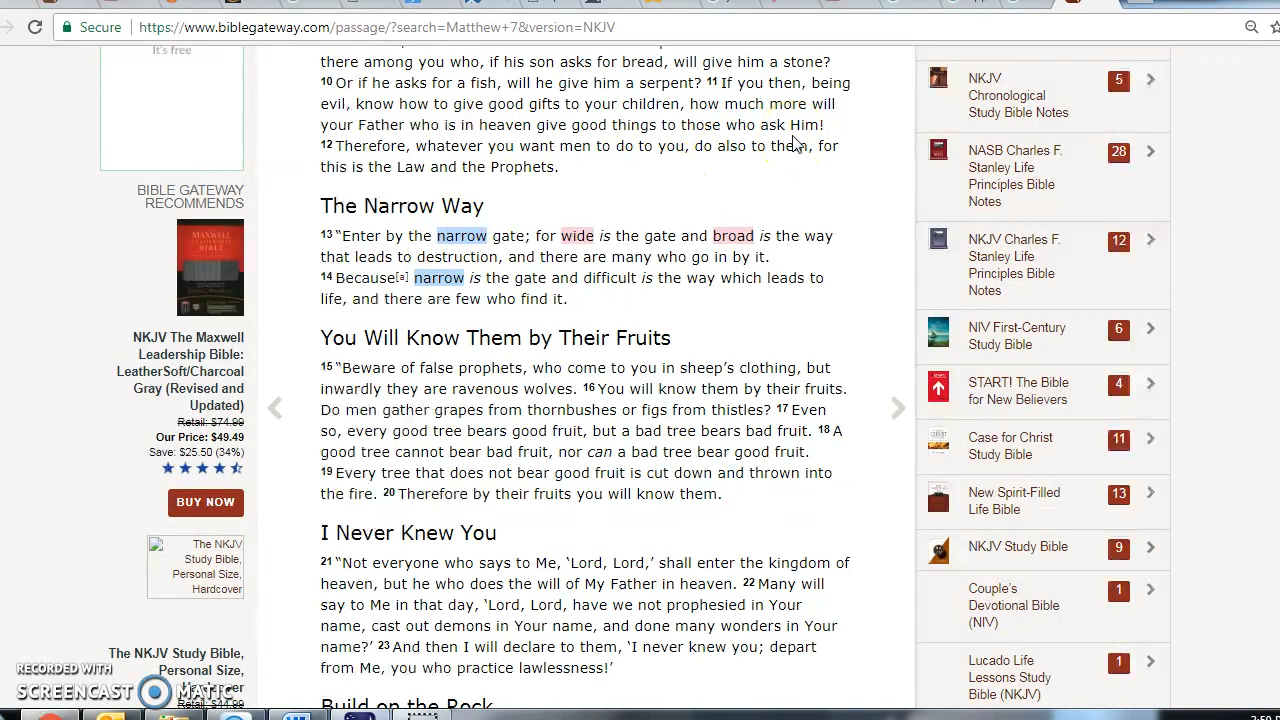 Secure
https://www.biblegateway.com/passage/?search=Matthew+7&version=NKJV
It's free
BIBLE GATEWAY
RECOMMENDS
NKJV The Maxwell
Leadership Bible:
LeatherSoft/Charcoal
Gray (Revised and
Updated)
Retail: $74.99
Our Price: $49.49
Save: $25.50 (34%)
BUY NOW
The NKJV
Study Bible,
Personal Size,
Hardcover
The NKJV Study Bible,
Personal Size,
Retail: $44.99
RECORDED WITH
SCREENCAST MATIC
there among you who, if his son asks for bread, will give him a stone?
10 Or if he asks for a fish, will he give him a serpent? 11 If you then, being
evil, know how to give good gifts to your children, how much more will
your Father who is in heaven give good things to those who ask Him!
12 Therefore, whatever you want men to do to you, do also to them, for
this is the Law and the Prophets.
The Narrow Way
13 “Enter by the narrow gate; for wide is the gate and broad is the way
that leads to destruction, and there are many who go in by it.
14 Because[a] narrow is the gate and difficult is the way which leads to
life, and there are few who find it.
You Will Know Them by Their Fruits
15 “Beware of false prophets, who come to you in sheep’s clothing, but
inwardly they are ravenous wolves. 16 You will know them by their fruits.
Do men gather grapes from thornbushes or figs from thistles? 17 Even
so, every good tree bears good fruit, but a bad tree bears bad fruit. 18 A
good tree cannot bear bad fruit, nor can a bad tree bear good fruit.
19 Every tree that does not bear good fruit is cut down and thrown into
the fire. 20 Therefore by their fruits you will know them.
I Never Knew You
21 “Not everyone who says to Me, ‘Lord, Lord,’ shall enter the kingdom of
heaven, but he who does the will of My Father in heaven. 22 Many will
say to Me in that day, ‘Lord, Lord, have we not prophesied in Your
name, cast out demons in Your name, and done many wonders in Your
name?’ 23 And then I will declare to them, ‘I never knew you; depart
from Me, you who practice lawlessness!’
Build on the Rock
NKJV 5
Chronological
Study Bible Notes
NASB Charles F. 28
Stanley Life
Principles Bible
Notes
NKJV Charles F. 12
Stanley Life
Principles Bible
Notes
NIV First-Century 6
Study Bible
START! The Bible 4
for New Believers
Case for Christ 11
Study Bible
New Spirit-Filled 13
Life Bible
NKJV Study Bible 9
Couple’s 1
Devotional Bible
(NIV)
Lucado Life 1
Lessons Study
Bible (NKJV)